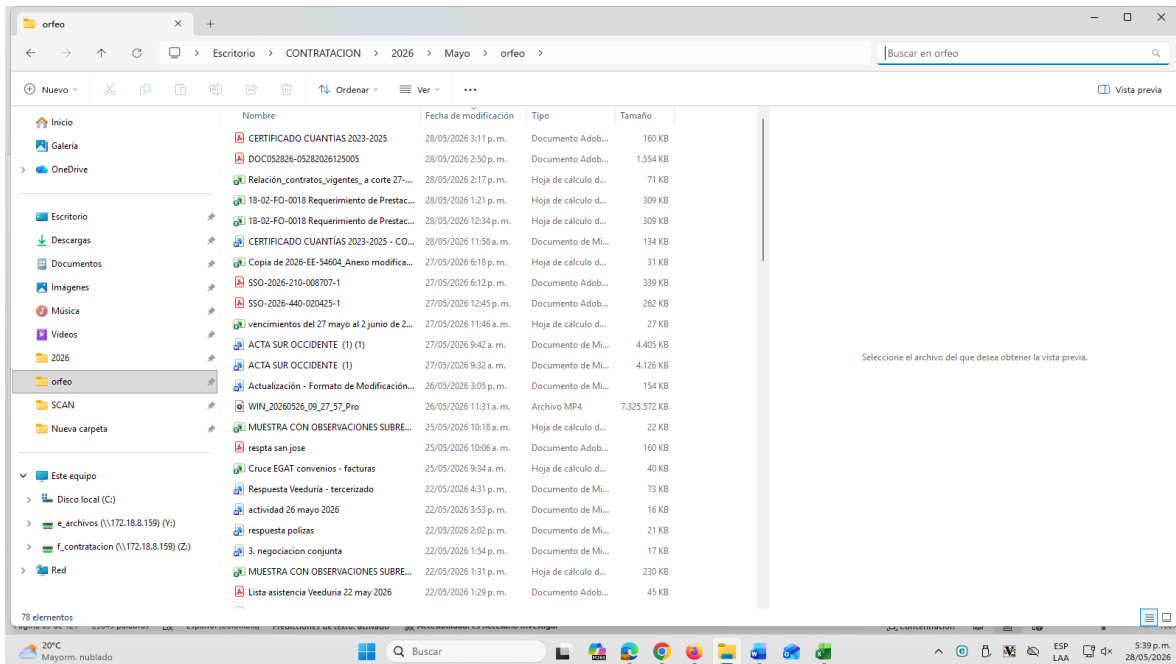 orfeo
Escritorio > CONTRATACION > 2026 > Mayo > orfeo >
Buscar en orfeo
Nuevo
Ordenar
Ver
Vista previa
Inicio
Galería
OneDrive
Escritorio
Descargas
Documentos
Imágenes
Música
Vídeos
2026
orfeo
SCAN
Nueva carpeta
Este equipo
Disco local (C:)
e_archivos (\\172.18.8.159) (Y:)
f_contratacion (\\172.18.8.159) (Z:)
Red
Nombre Fecha de modificación Tipo Tamaño
CERTIFICADO CUANTIAS 2023-2025 28/05/2026 3:11 p. m. Documento Adob... 160 KB
DOC052826-05282026125005 28/05/2026 2:50 p. m. Documento Adob... 1.554 KB
Relación_contratos_vigentes_ a corte 27-... 28/05/2026 2:17 p. m. Hoja de cálculo d... 71 KB
18-02-FO-0018 Requerimiento de Prestac... 28/05/2026 1:21 p. m. Hoja de cálculo d... 309 KB
18-02-FO-0018 Requerimiento de Prestac... 28/05/2026 12:34 p. m. Hoja de cálculo d... 309 KB
CERTIFICADO CUANTÍAS 2023-2025 - CO... 28/05/2026 11:58 a. m. Documento de Mi... 134 KB
Copia de 2026-EE-54604_Anexo modifica... 27/05/2026 6:18 p. m. Hoja de cálculo d... 31 KB
SSO-2026-210-008707-1 27/05/2026 6:12 p. m. Documento Adob... 339 KB
SSO-2026-440-020425-1 27/05/2026 12:45 p. m. Documento Adob... 262 KB
vencimientos del 27 mayo al 2 junio de 2... 27/05/2026 11:46 a. m. Hoja de cálculo d... 27 KB
ACTA SUR OCCIDENTE (1) (1) 27/05/2026 9:42 a. m. Documento de Mi... 4.405 KB
ACTA SUR OCCIDENTE (1) 27/05/2026 9:32 a. m. Documento de Mi... 4.126 KB
Actualización - Formato de Modificación... 26/05/2026 3:05 p. m. Documento de Mi... 154 KB
WIN_20260526_09_27_57_Pro 26/05/2026 11:31 a. m. Archivo MP4 7.325.572 KB
MUESTRA CON OBSERVACIONES SUBRE... 25/05/2026 10:18 a. m. Hoja de cálculo d... 22 KB
respta san jose 25/05/2026 10:06 a. m. Documento Adob... 160 KB
Cruce EGAT convenios - facturas 25/05/2026 9:34 a. m. Hoja de cálculo d... 40 KB
Respuesta Veeduría - tercerizado 22/05/2026 4:31 p. m. Documento de Mi... 73 KB
actividad 26 mayo 2026 22/05/2026 3:53 p. m. Documento de Mi... 16 KB
respuesta polizas 22/05/2026 2:02 p. m. Documento de Mi... 21 KB
3. negociacion conjunta 22/05/2026 1:54 p. m. Documento de Mi... 17 KB
MUESTRA CON OBSERVACIONES SUBRE... 22/05/2026 1:31 p. m. Hoja de cálculo d... 230 KB
Lista asistencia Veeduria 22 may 2026 22/05/2026 1:29 p. m. Documento Adob... 45 KB
Seleccione el archivo del que desea obtener la vista previa.
78 elementos
20°C
Mayorm. nublado
Buscar
ESP
LAA
5:39 p. m.
28/05/2026